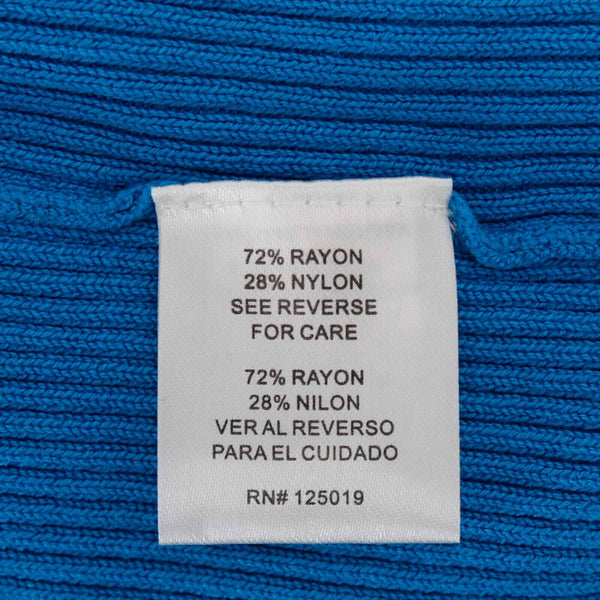 72% RAYON
28% NYLON
SEE REVERSE
FOR CARE
72% RAYON
28% NILON
VER AL REVERSO
PARA EL CUIDADO
RN# 125019